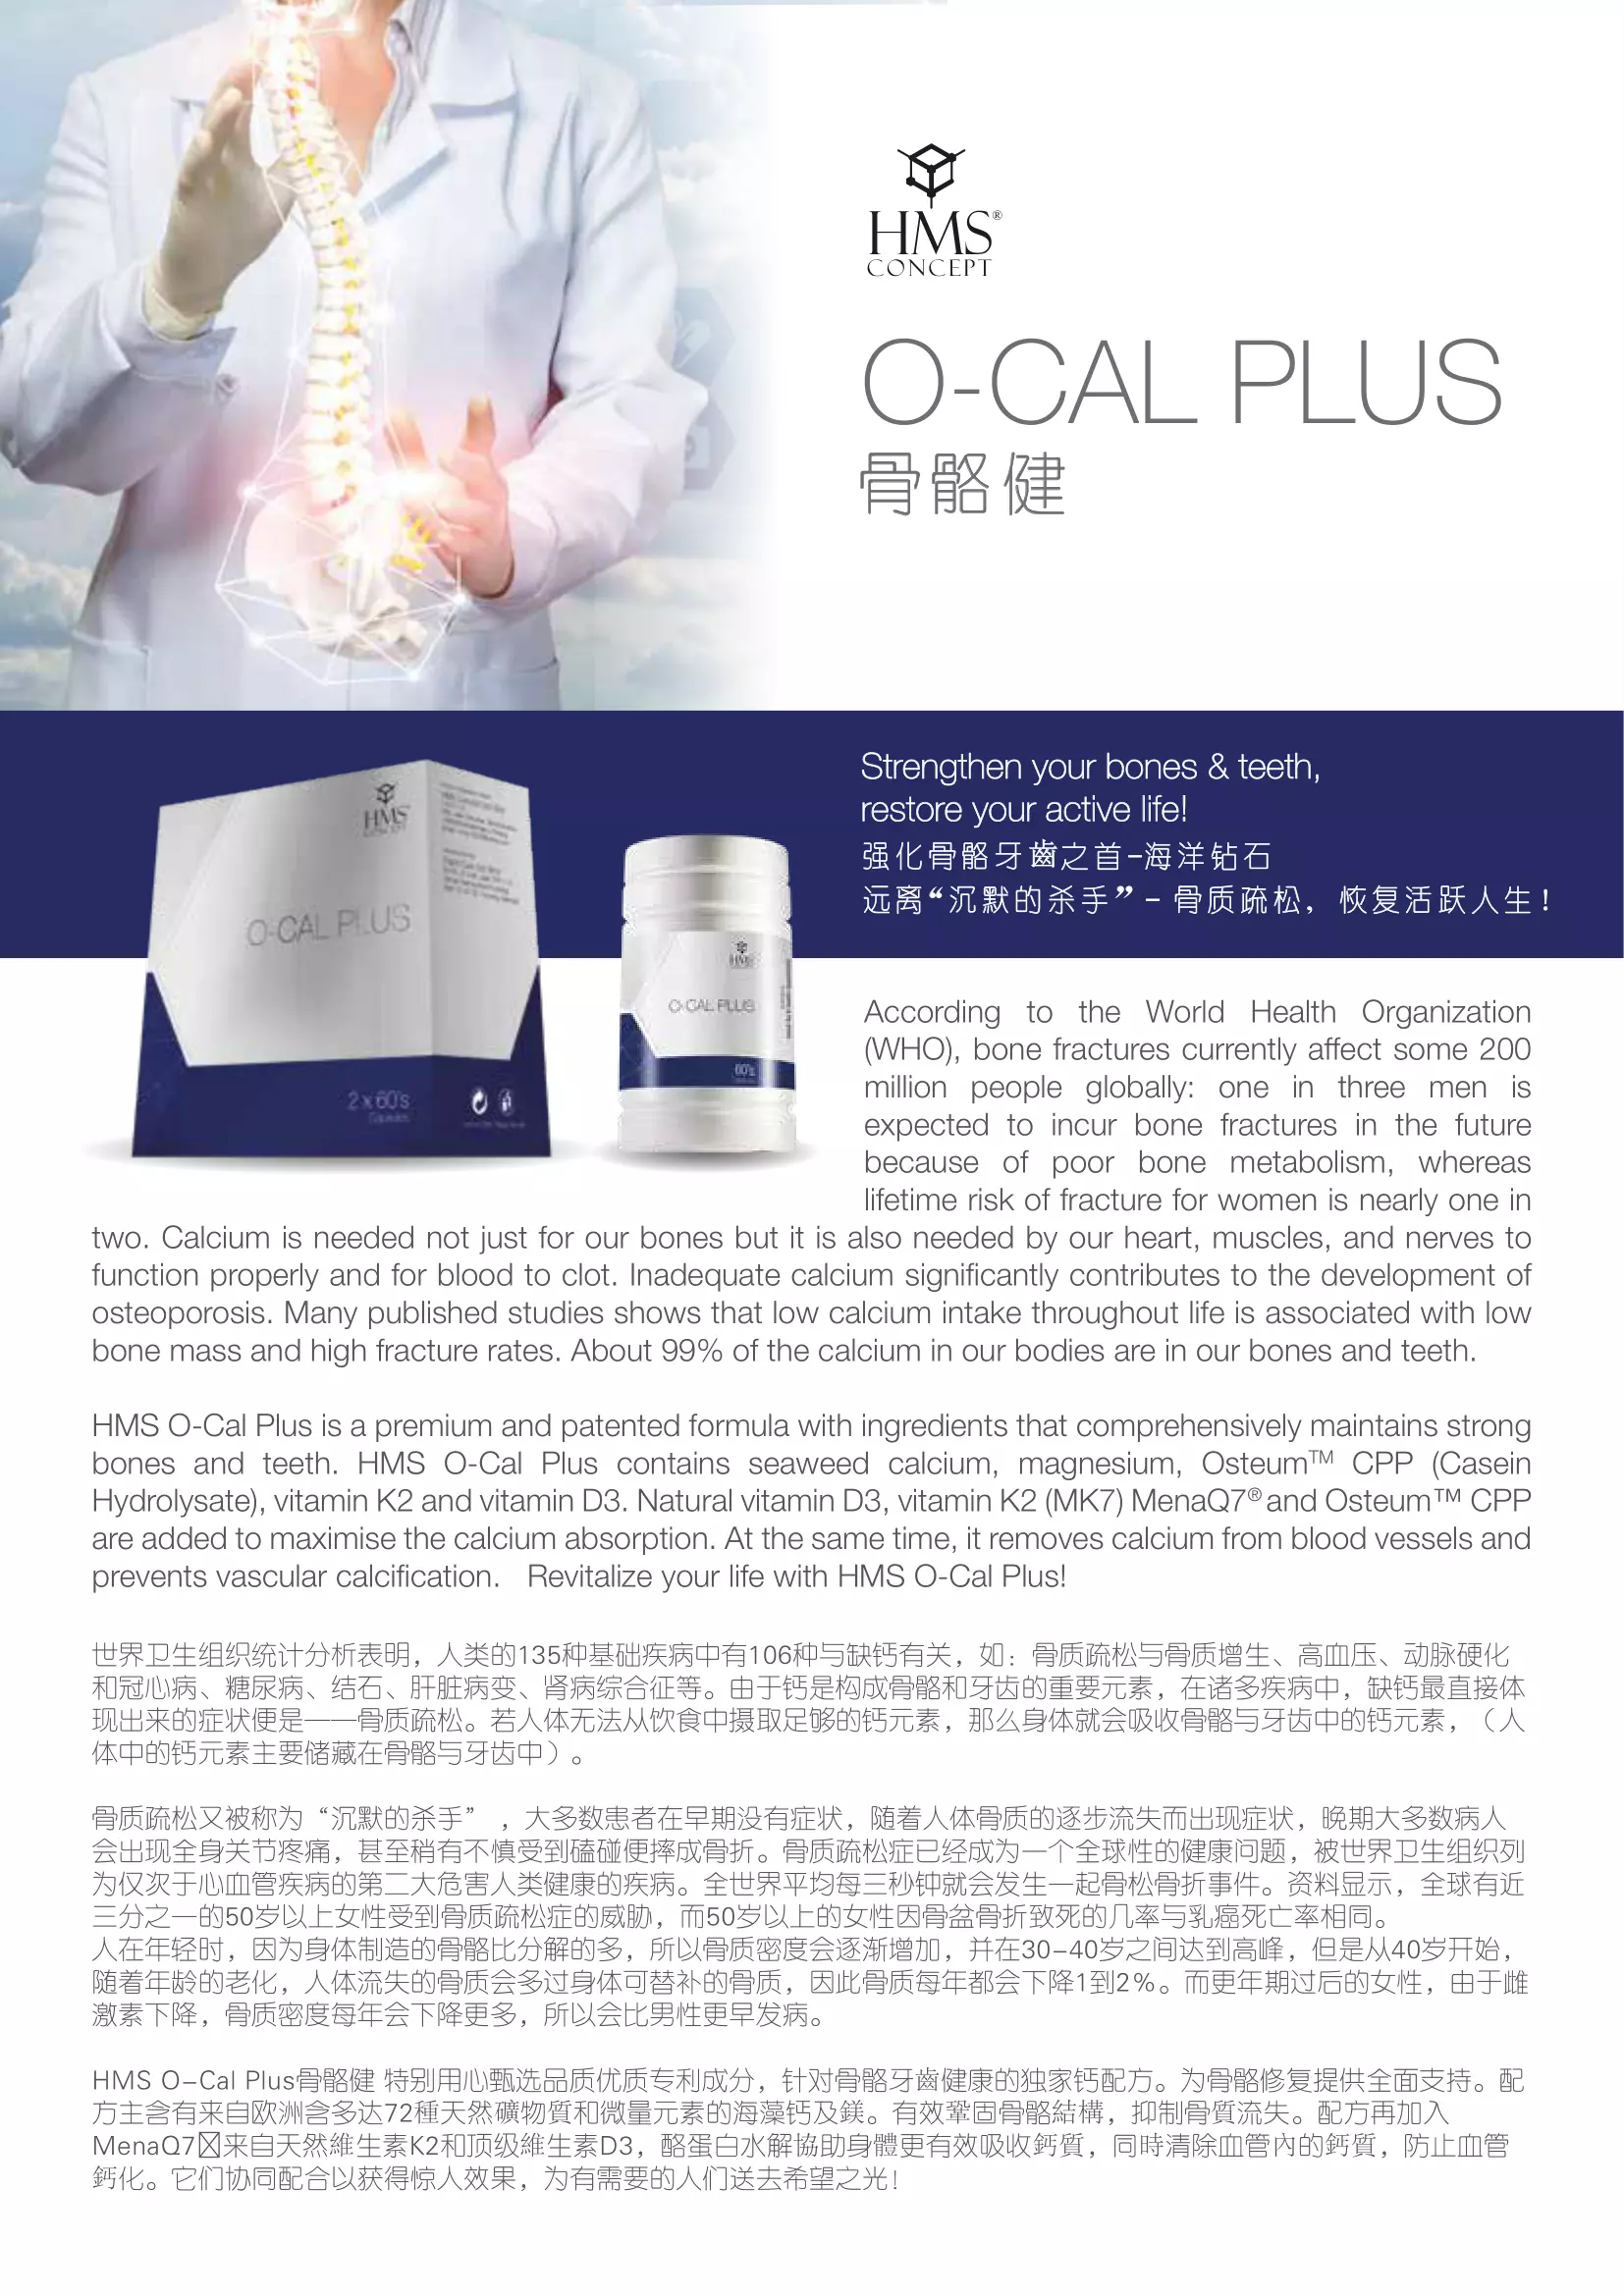 HMS®
CONCEPT
O-CAL PLUS
骨骼健
Strengthen your bones & teeth,
restore your active life!
强化骨骼牙齒之首-海洋钻石
远离“沉默的杀手” - 骨质疏松，恢复活跃人生！
HMS
CONCEPT
O-CAL PLUS
2 x 60's
Capsules
HMS
O-CAL PLUS
60's
According to the World Health Organization
(WHO), bone fractures currently affect some 200
million people globally: one in three men is
expected to incur bone fractures in the future
because of poor bone metabolism, whereas
lifetime risk of fracture for women is nearly one in
two. Calcium is needed not just for our bones but it is also needed by our heart, muscles, and nerves to
function properly and for blood to clot. Inadequate calcium significantly contributes to the development of
osteoporosis. Many published studies shows that low calcium intake throughout life is associated with low
bone mass and high fracture rates. About 99% of the calcium in our bodies are in our bones and teeth.
HMS O-Cal Plus is a premium and patented formula with ingredients that comprehensively maintains strong
bones and teeth. HMS O-Cal Plus contains seaweed calcium, magnesium, Osteum™ CPP (Casein
Hydrolysate), vitamin K2 and vitamin D3. Natural vitamin D3, vitamin K2 (MK7) MenaQ7® and Osteum™ CPP
are added to maximise the calcium absorption. At the same time, it removes calcium from blood vessels and
prevents vascular calcification. Revitalize your life with HMS O-Cal Plus!
世界卫生组织统计分析表明，人类的135种基础疾病中有106种与缺钙有关，如：骨质疏松与骨质增生、高血压、动脉硬化
和冠心病、糖尿病、结石、肝脏病变、肾病综合征等。由于钙是构成骨骼和牙齿的重要元素，在诸多疾病中，缺钙最直接体
现出来的症状便是——骨质疏松。若人体无法从饮食中摄取足够的钙元素，那么身体就会吸收骨骼与牙齿中的钙元素，（人
体中的钙元素主要储藏在骨骼与牙齿中）。
骨质疏松又被称为“沉默的杀手”，大多数患者在早期没有症状，随着人体骨质的逐步流失而出现症状，晚期大多数病人
会出现全身关节疼痛，甚至稍有不慎受到磕碰便摔成骨折。骨质疏松症已经成为一个全球性的健康问题，被世界卫生组织列
为仅次于心血管疾病的第二大危害人类健康的疾病。全世界平均每三秒钟就会发生一起骨松骨折事件。资料显示，全球有近
三分之一的50岁以上女性受到骨质疏松症的威胁，而50岁以上的女性因骨盆骨折致死的几率与乳癌死亡率相同。
人在年轻时，因为身体制造的骨骼比分解的多，所以骨质密度会逐渐增加，并在30-40岁之间达到高峰，但是从40岁开始，
随着年龄的老化，人体流失的骨质会多过身体可替补的骨质，因此骨质每年都会下降1到2%。而更年期过后的女性，由于雌
激素下降，骨质密度每年会下降更多，所以会比男性更早发病。
HMS O-Cal Plus骨骼健 特别用心甄选品质优质专利成分，针对骨骼牙齒健康的独家钙配方。为骨骼修复提供全面支持。配
方主含有来自欧洲含多达72種天然礦物質和微量元素的海藻钙及鎂。有效鞏固骨骼結構，抑制骨質流失。配方再加入
MenaQ7来自天然維生素K2和顶级維生素D3，酪蛋白水解協助身體更有效吸收鈣質，同時清除血管內的鈣質，防止血管
鈣化。它们协同配合以获得惊人效果，为有需要的人们送去希望之光！